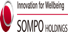 Innovation for Wellbeing
SOMPO HOLDINGS